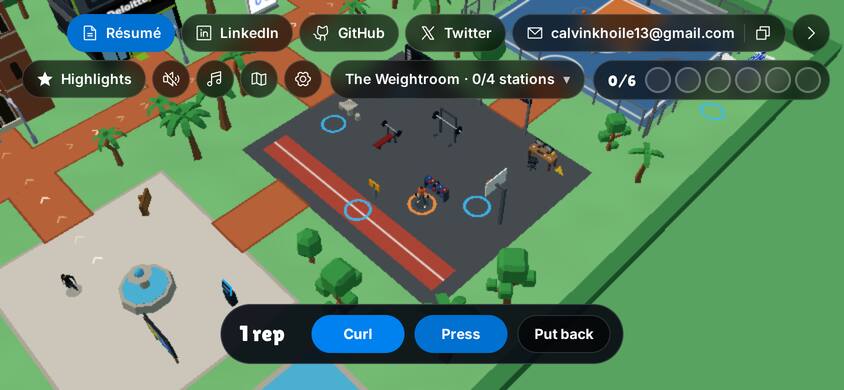 Deloitte.
Résumé
LinkedIn
GitHub
Twitter
calvinkhoile13@gmail.com
Highlights
The Weightroom · 0/4 stations
0/6
1 rep
Curl
Press
Put back